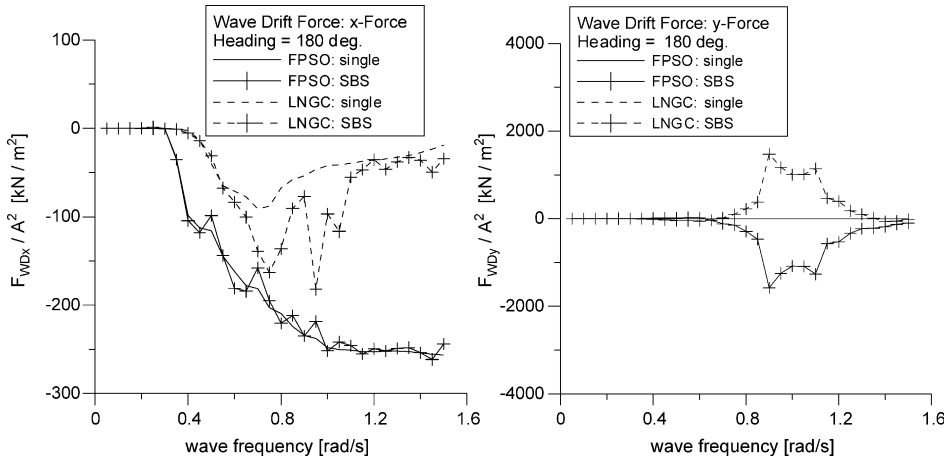 Wave Drift Force: x-Force
Heading = 180 deg.
FPSO: single
FPSO: SBS
LNGC: single
LNGC: SBS
100
0
-100
-200
-300
F_WDx / A² [kN / m²]
0 0.4 0.8 1.2 1.6
wave frequency [rad/s]
Wave Drift Force: y-Force
Heading = 180 deg.
FPSO: single
FPSO: SBS
LNGC: single
LNGC: SBS
4000
2000
0
-2000
-4000
F_WDy / A² [kN / m²]
0 0.4 0.8 1.2 1.6
wave frequency [rad/s]